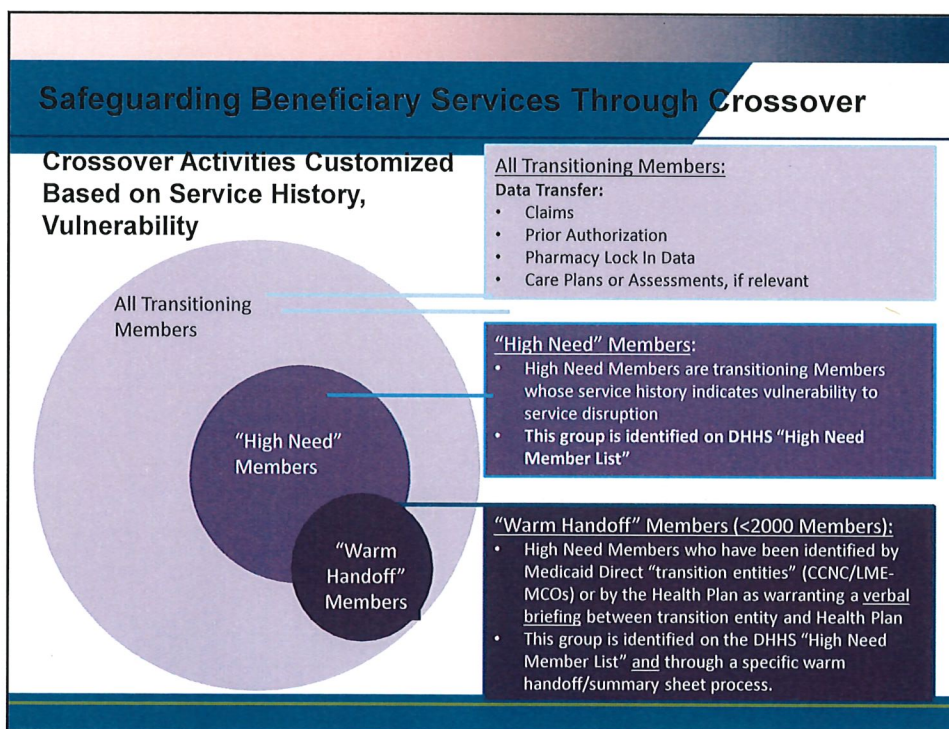 Safeguarding Beneficiary Services Through Crossover
Crossover Activities Customized
Based on Service History,
Vulnerability
All Transitioning
Members
"High Need"
Members
"Warm
Handoff"
Members
All Transitioning Members:
Data Transfer:
• Claims
• Prior Authorization
• Pharmacy Lock In Data
• Care Plans or Assessments, if relevant
"High Need" Members:
• High Need Members are transitioning Members
whose service history indicates vulnerability to
service disruption
• This group is identified on DHHS "High Need
Member List"
"Warm Handoff" Members (<2000 Members):
• High Need Members who have been identified by
Medicaid Direct "transition entities" (CCNC/LME-
MCOs) or by the Health Plan as warranting a verbal
briefing between transition entity and Health Plan
• This group is identified on the DHHS "High Need
Member List" and through a specific warm
handoff/summary sheet process.